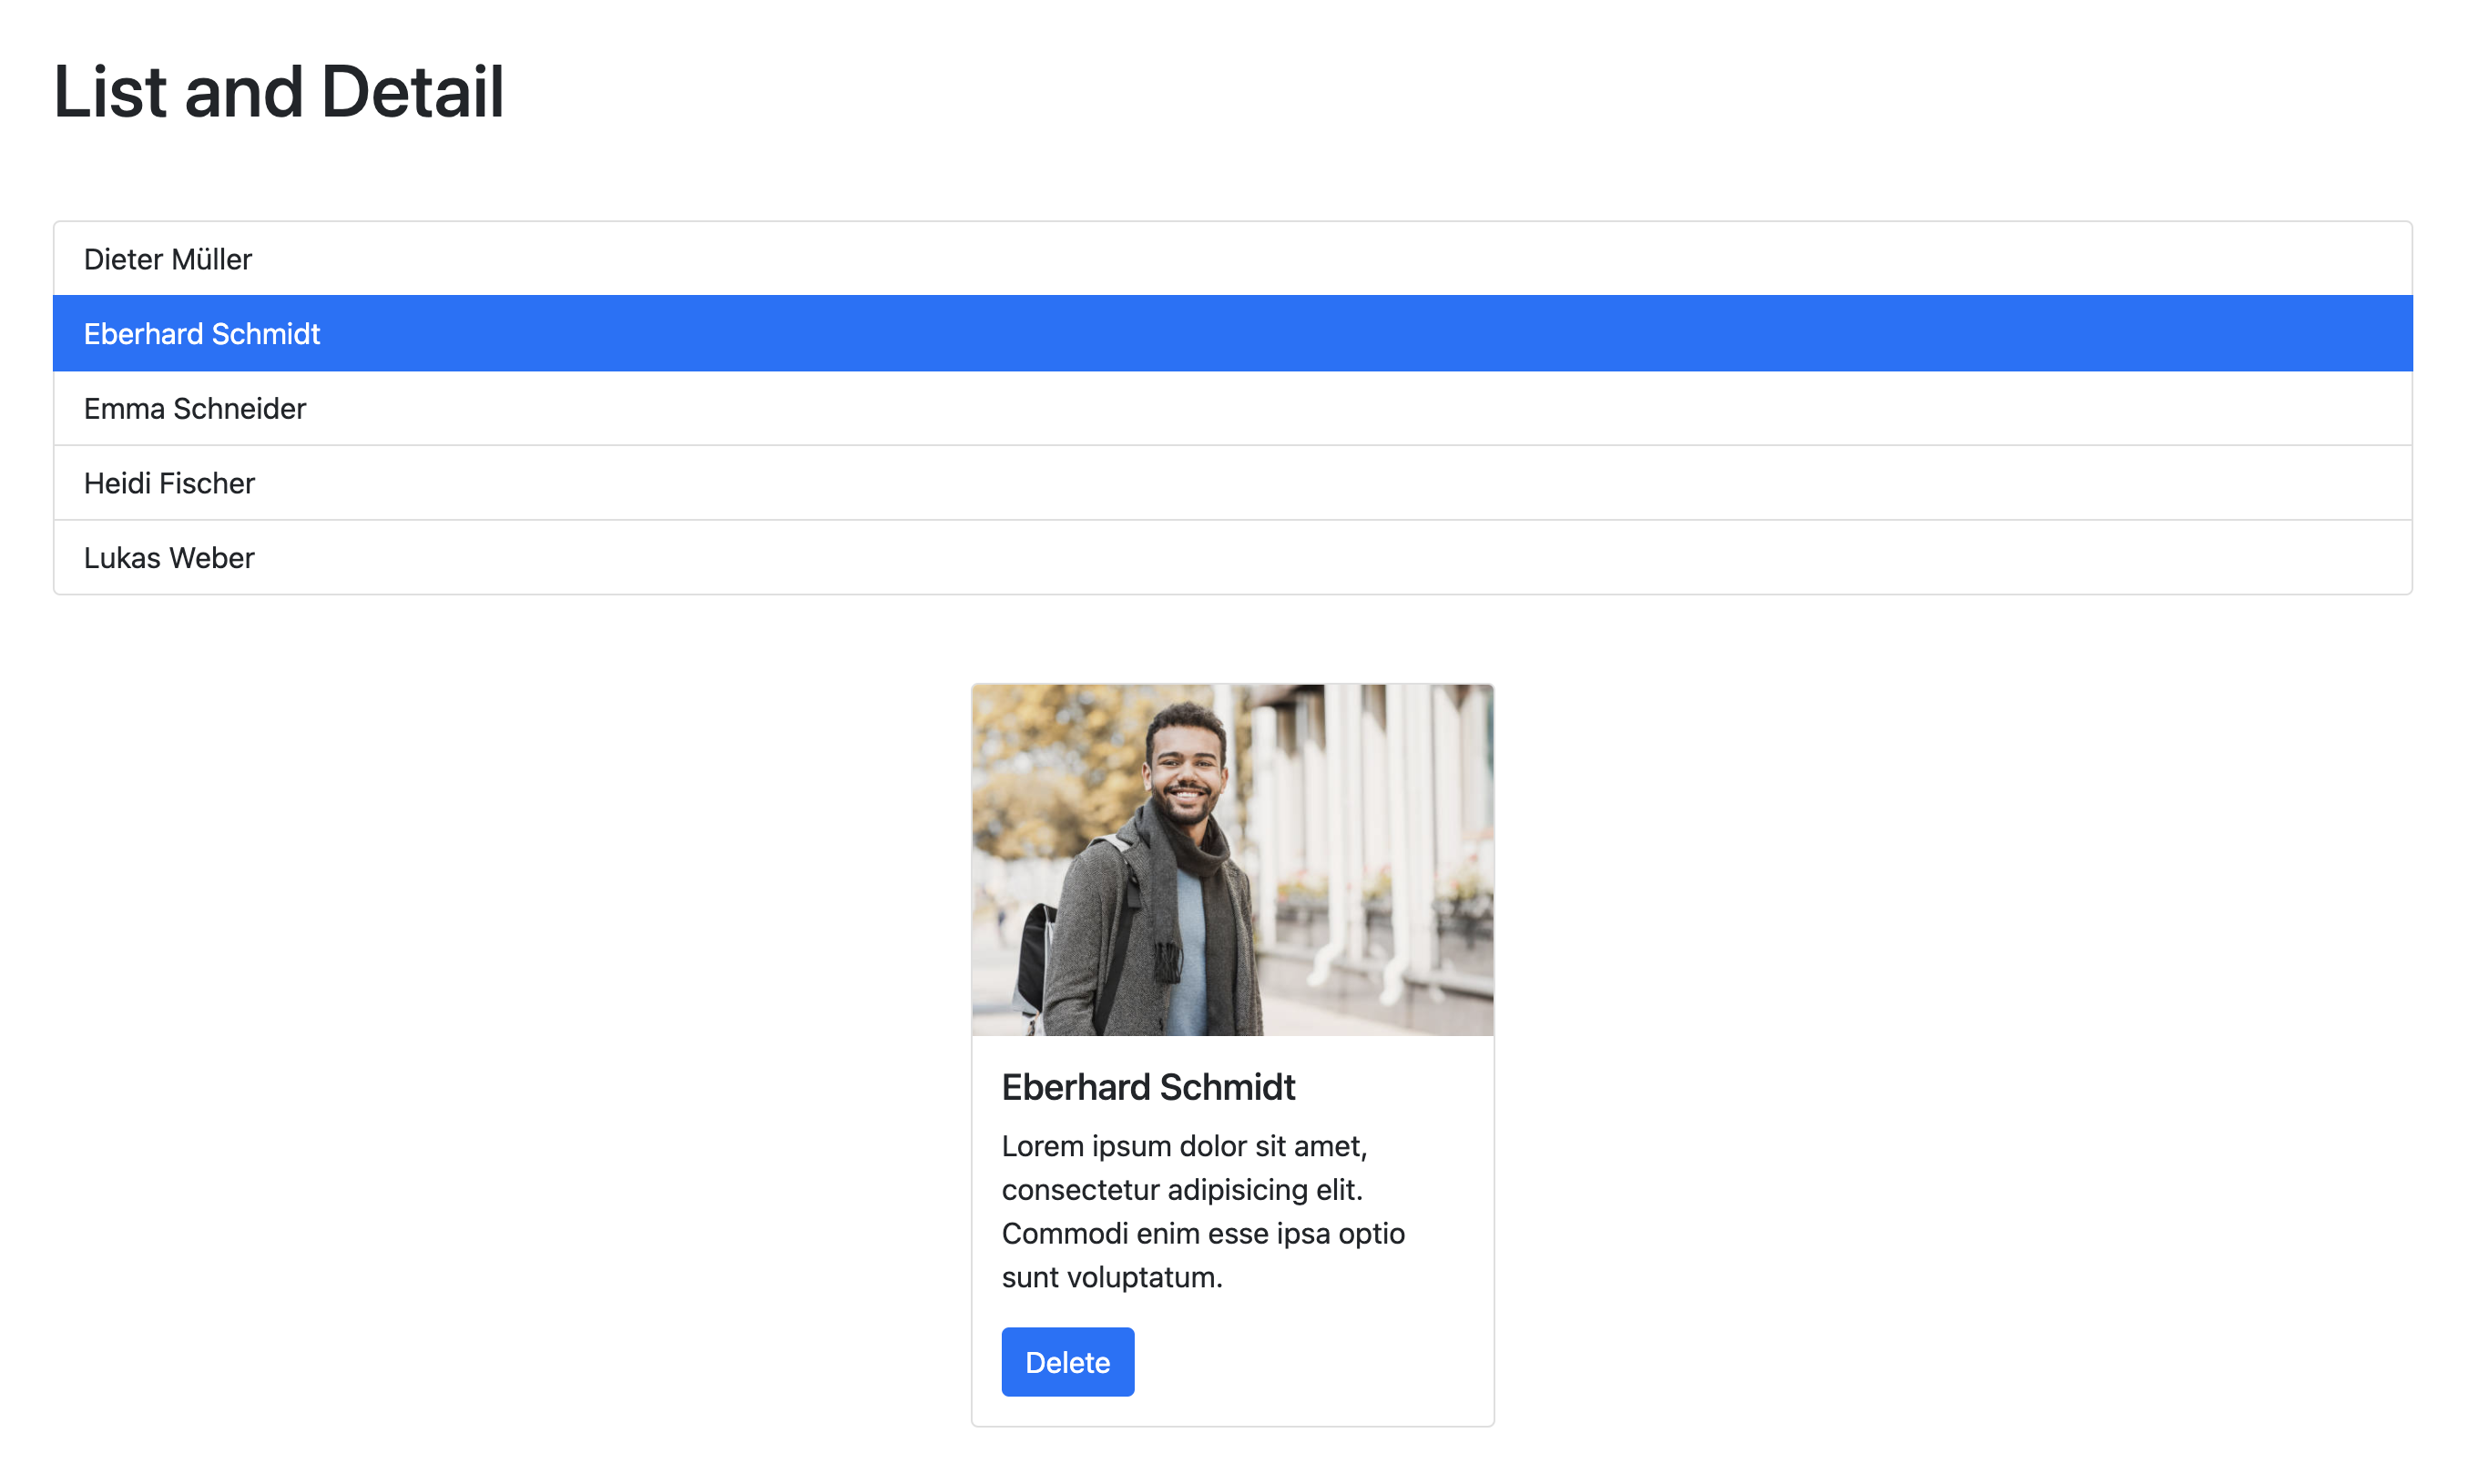 List and Detail
Dieter Müller
Eberhard Schmidt
Emma Schneider
Heidi Fischer
Lukas Weber
Eberhard Schmidt
Lorem ipsum dolor sit amet,
consectetur adipisicing elit.
Commodi enim esse ipsa optio
sunt voluptatum.
Delete